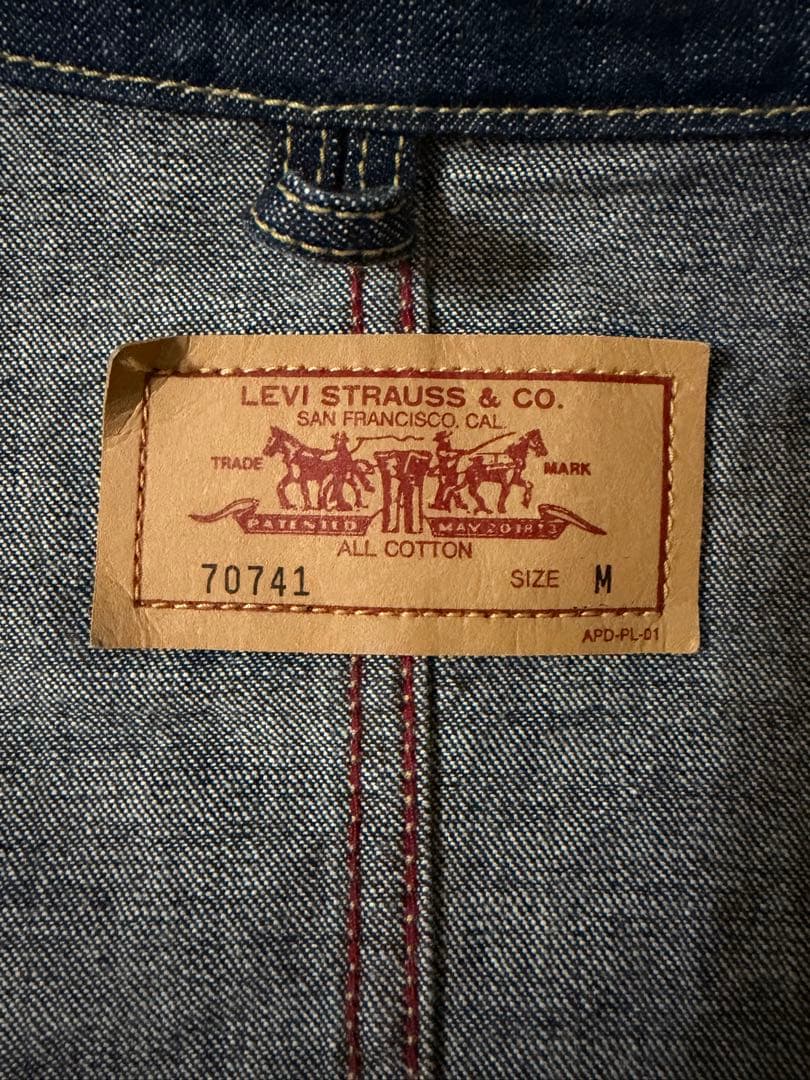 LEVI STRAUSS & CO.
SAN FRANCISCO, CAL.
TRADE MARK
PATENTED MAY 20 1873
ALL COTTON
70741 SIZE M
APD-PL-01